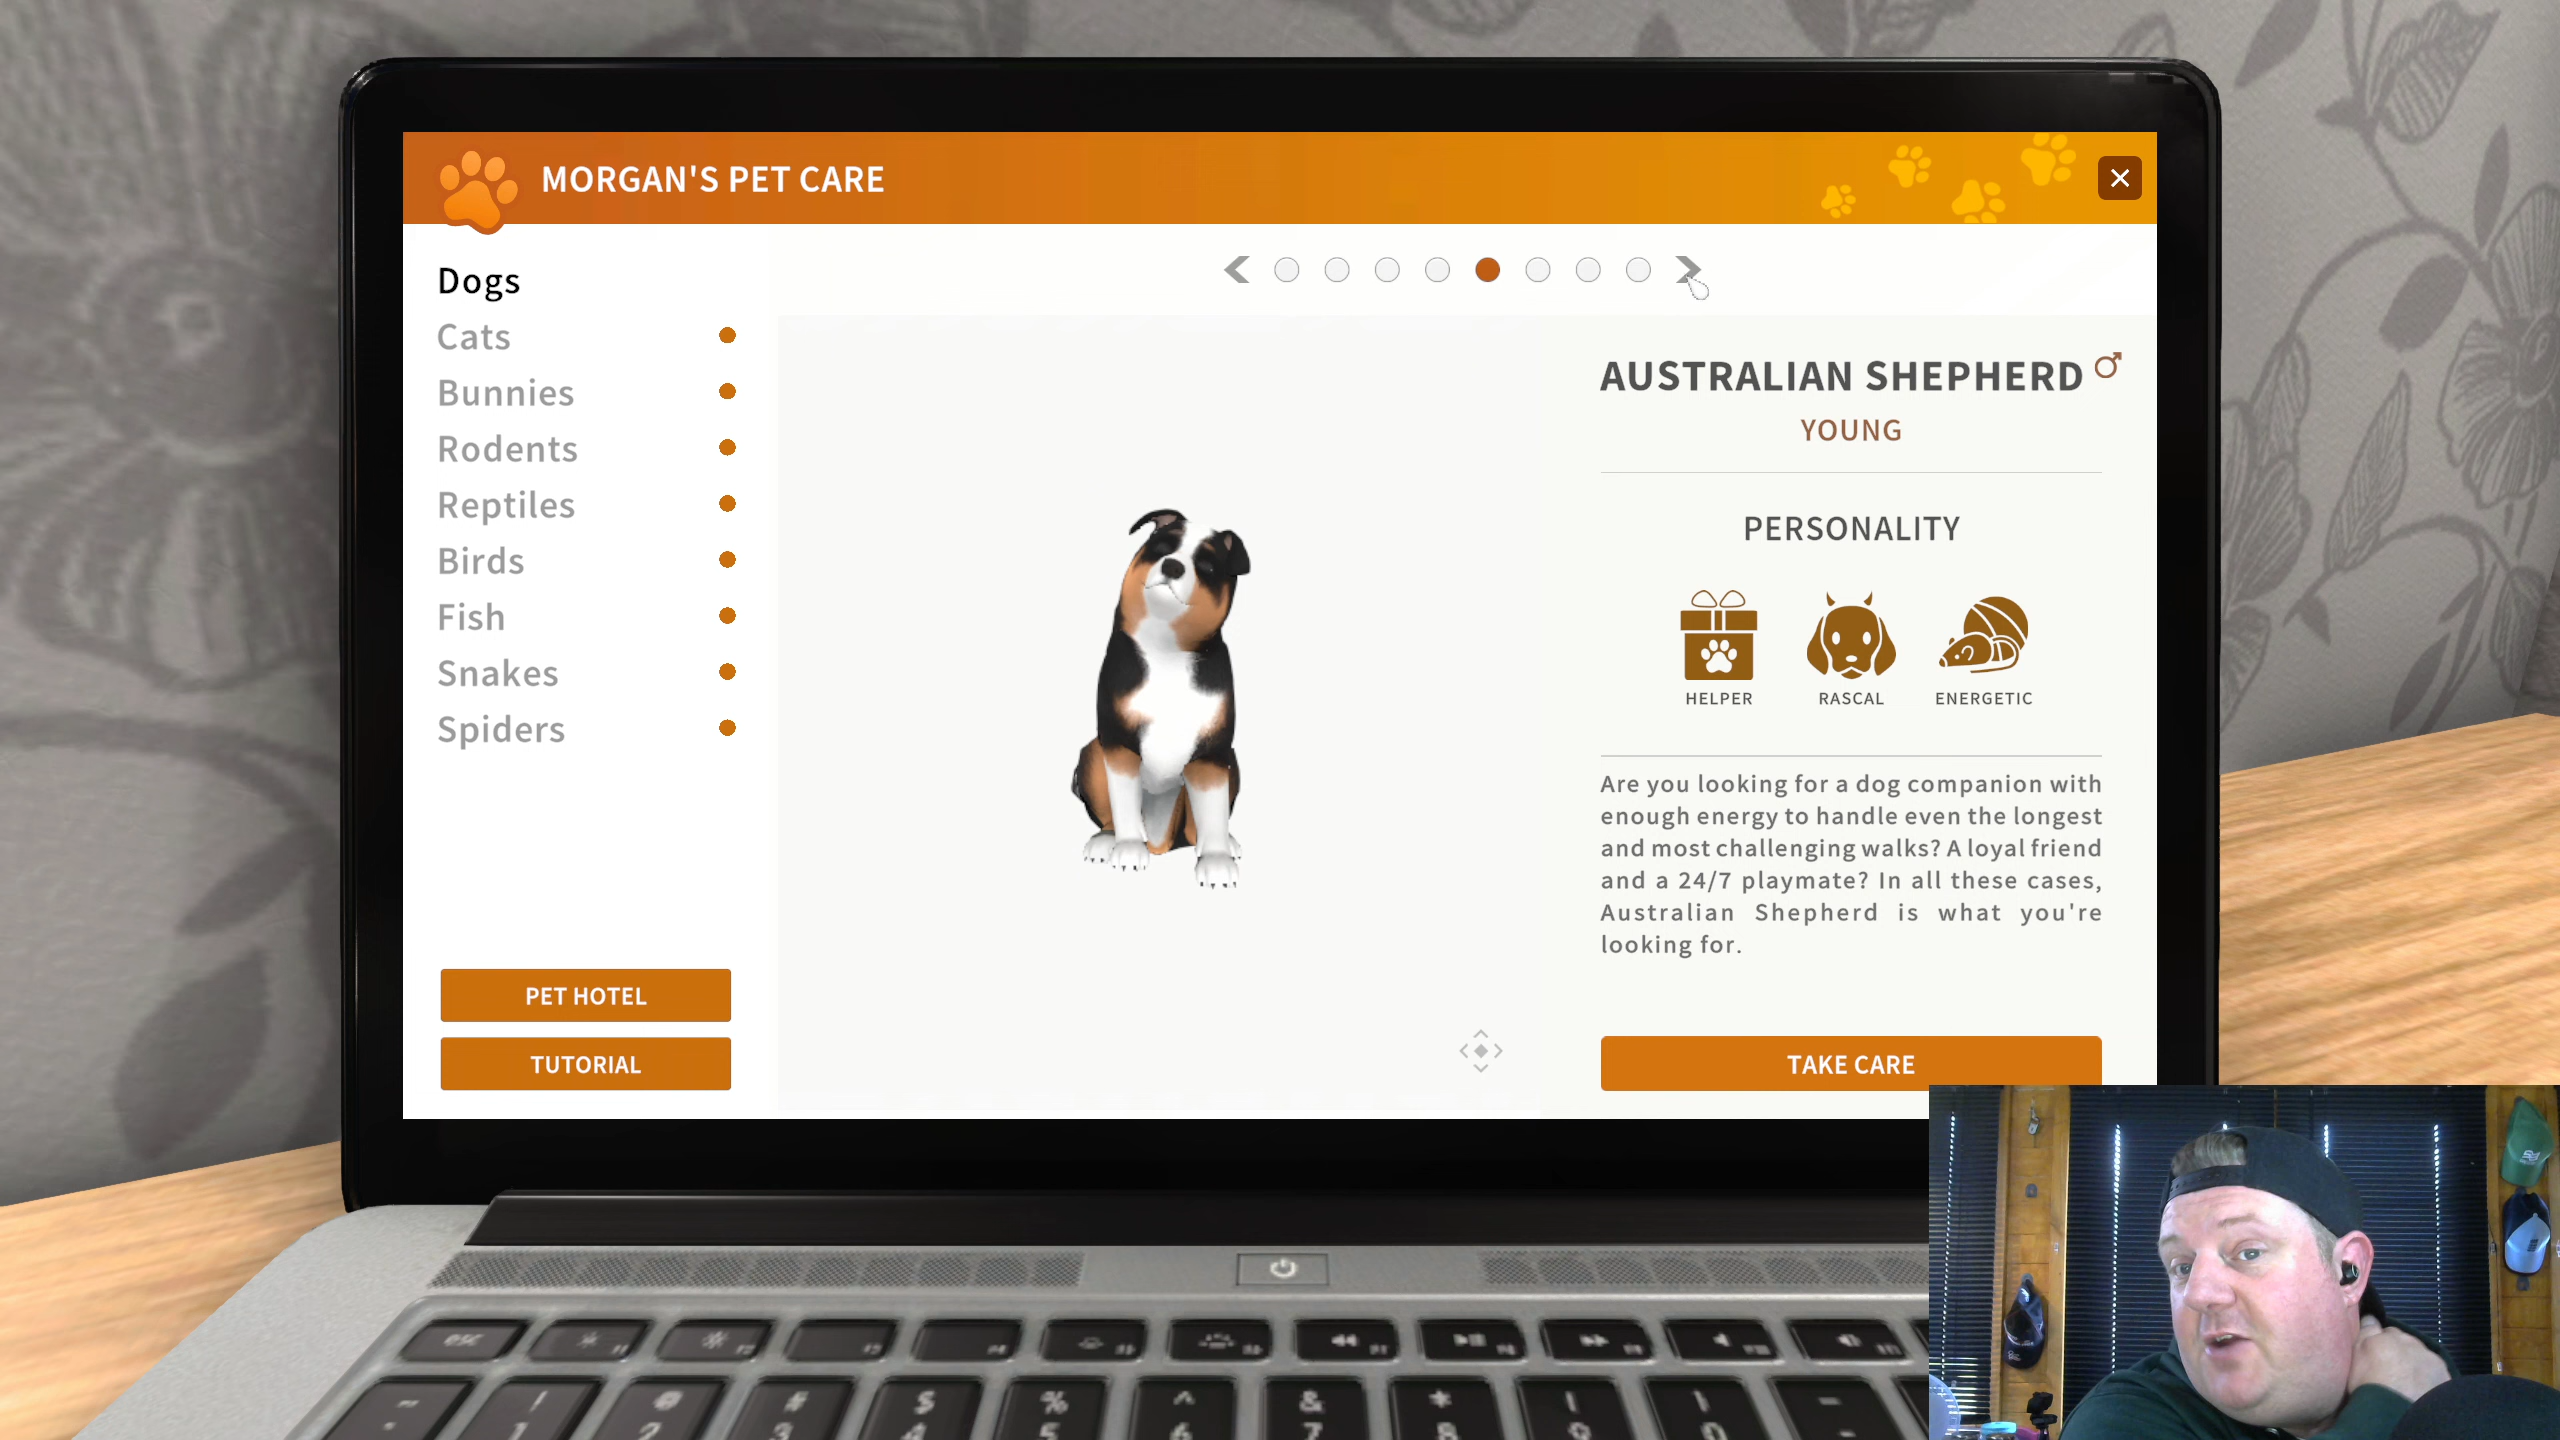 MORGAN'S PET CARE
Dogs
Cats
Bunnies
Rodents
Reptiles
Birds
Fish
Snakes
Spiders
PET HOTEL
TUTORIAL
AUSTRALIAN SHEPHERD
YOUNG
PERSONALITY
HELPER RASCAL ENERGETIC
Are you looking for a dog companion with
enough energy to handle even the longest
and most challenging walks? A loyal friend
and a 24/7 playmate? In all these cases,
Australian Shepherd is what you're
looking for.
TAKE CARE
esc